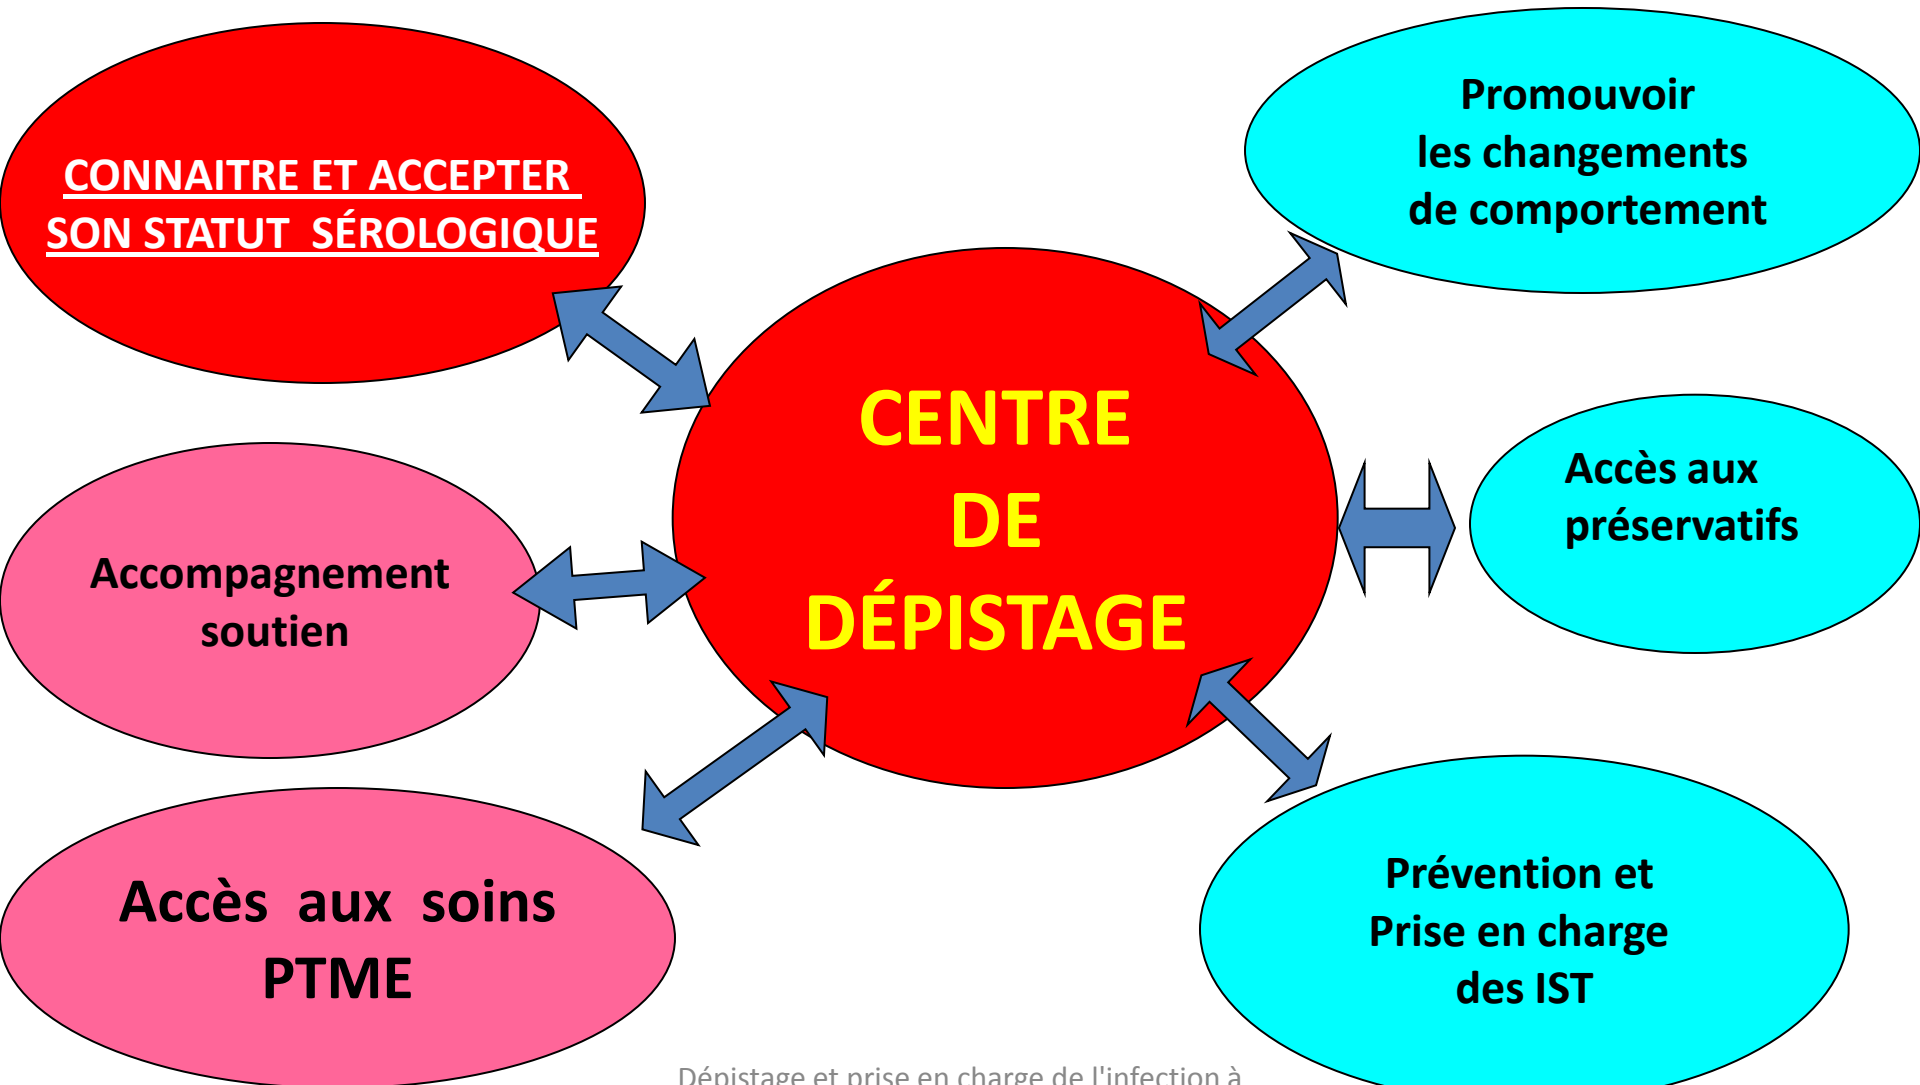 CONNAITRE ET ACCEPTER
SON STATUT SÉROLOGIQUE
Promouvoir
les changements
de comportement
CENTRE
DE
DÉPISTAGE
Accès aux
préservatifs
Accompagnement
soutien
Accès aux soins
PTME
Prévention et
Prise en charge
des IST
Dépistage et prise en charge de l'infection à